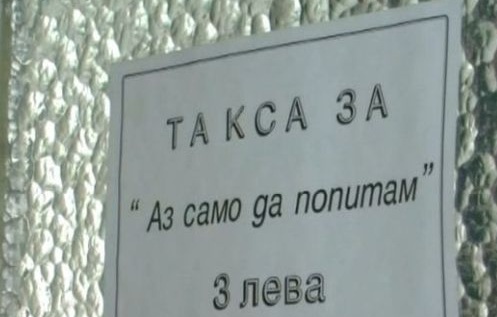 ТАКСА ЗА
“ Аз само да попитам”
3 лева